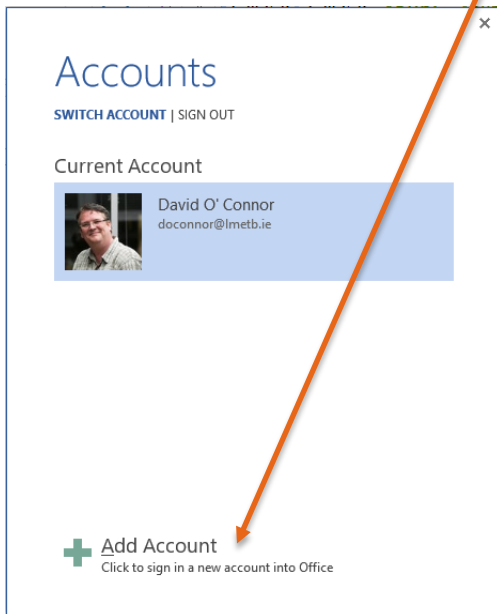 Accounts
SWITCH ACCOUNT | SIGN OUT
Current Account
David O' Connor
doconnor@lmetb.ie
Add Account
Click to sign in a new account into Office